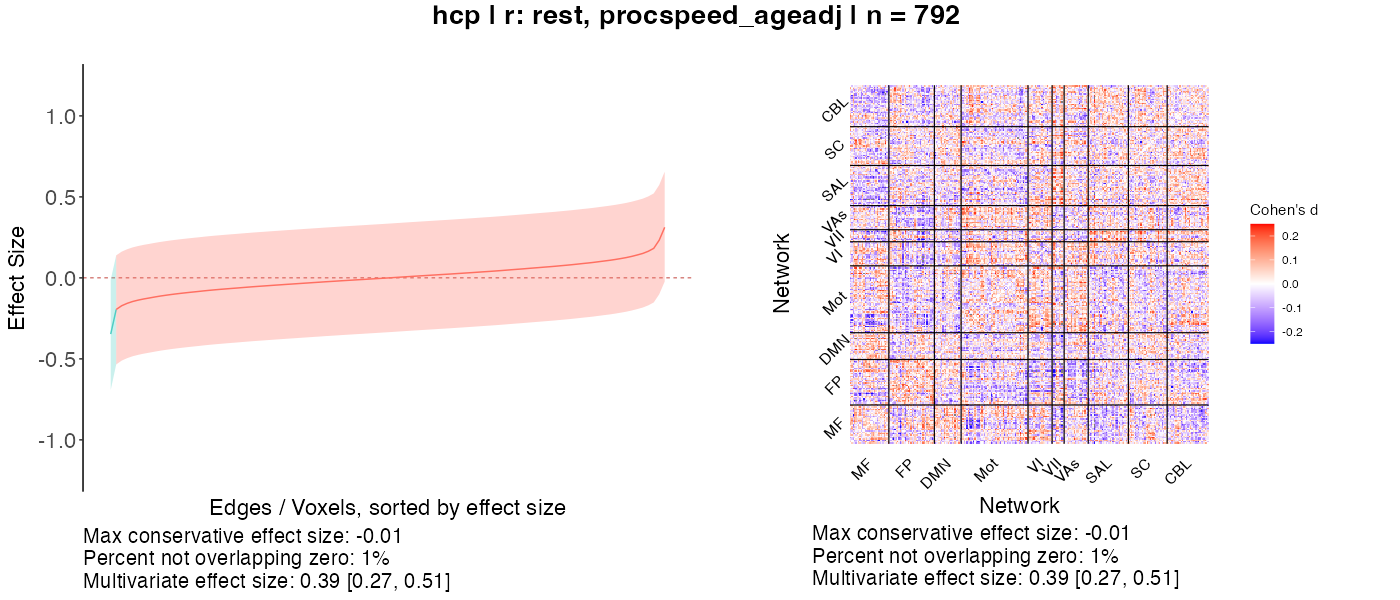 hcp | r: rest, procspeed_ageadj | n = 792
Effect Size
1.0
0.5
0.0
-0.5
-1.0
Edges / Voxels, sorted by effect size
Max conservative effect size: -0.01
Percent not overlapping zero: 1%
Multivariate effect size: 0.39 [0.27, 0.51]
Network
CBL
SC
SAL
VAs
VII
VI
Mot
DMN
FP
MF
MF
FP
DMN
Mot
VI
VII
VAs
SAL
SC
CBL
Network
Cohen's d
0.2
0.1
0.0
-0.1
-0.2
Max conservative effect size: -0.01
Percent not overlapping zero: 1%
Multivariate effect size: 0.39 [0.27, 0.51]